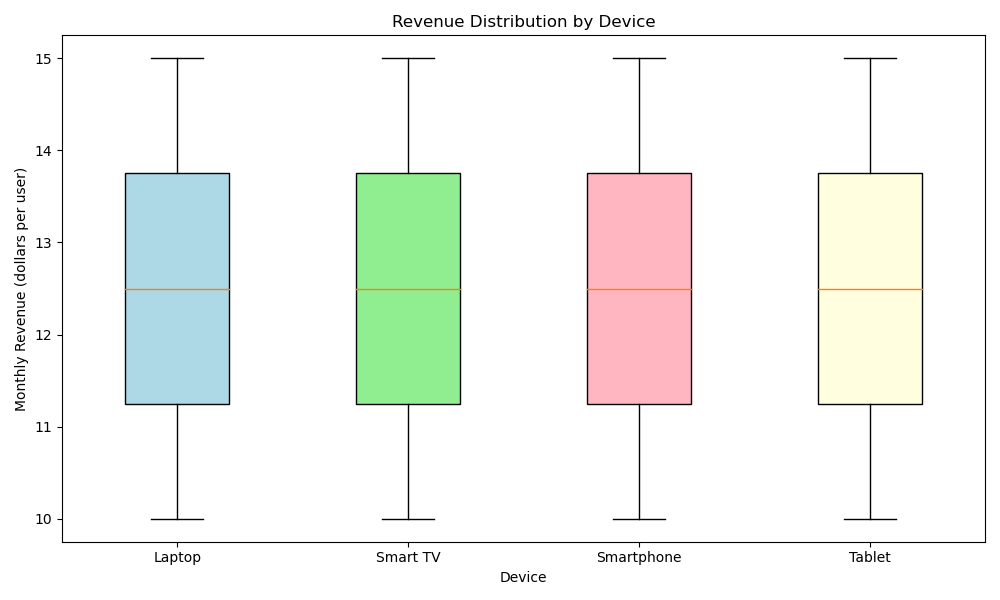 Revenue Distribution by Device
Monthly Revenue (dollars per user)
15
14
13
12
11
10
Laptop
Smart TV
Smartphone
Tablet
Device